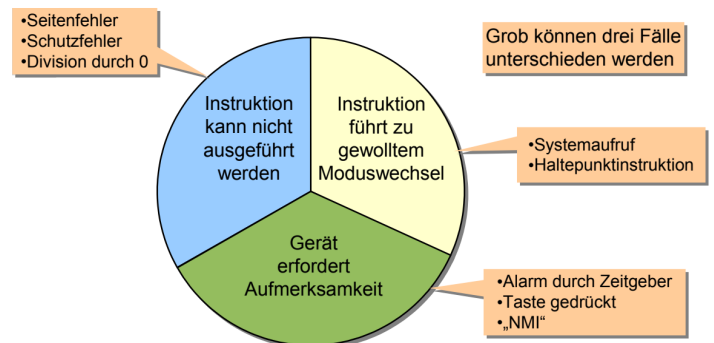 •Seitenfehler
•Schutzfehler
•Division durch 0
Grob können drei Fälle
unterschieden werden
Instruktion
kann nicht
ausgeführt
werden
Instruktion
führt zu
gewolltem
Moduswechsel
•Systemaufruf
•Haltepunktinstruktion
Gerät
erfordert
Aufmerksamkeit
•Alarm durch Zeitgeber
•Taste gedrückt
•„NMI“